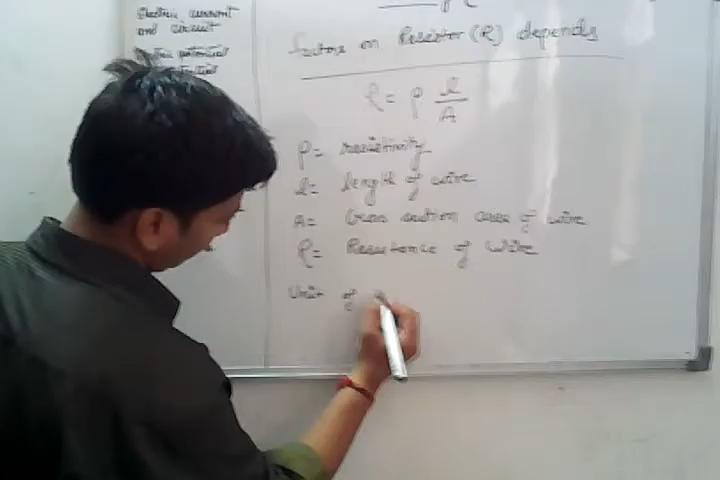 Electric current
and circuit
Electric potential
factors on Resistor (R) depends
R = ρ l/A
ρ = resistivity
l = length of wire
A = Cross section area of wire
R = Resistance of wire
Unit of